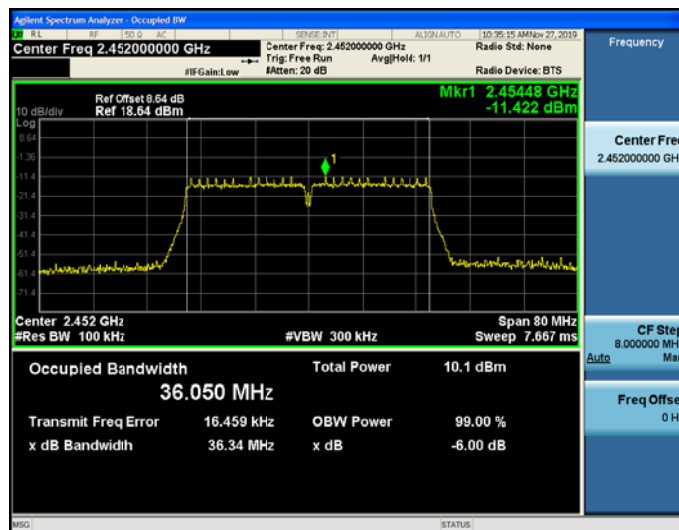 Agilent Spectrum Analyzer - Occupied BW
RL RF 50 Ω AC SENSE:INT ALIGN AUTO 10:35:15 AM Nov 27, 2019
Center Freq 2.452000000 GHz
Center Freq: 2.452000000 GHz
Radio Std: None
Trig: Free Run Avg|Hold: 1/1
#IFGain:Low #Atten: 20 dB Radio Device: BTS
Frequency
Mkr1 2.45448 GHz
-11.422 dBm
Ref Offset 8.64 dB
10 dB/div Ref 18.64 dBm
Log
8.64
-1.36
-11.4
-21.4
-31.4
-41.4
-51.4
-61.4
-71.4
1
Center 2.452 GHz Span 80 MHz
#Res BW 100 kHz #VBW 300 kHz Sweep 7.667 ms
Occupied Bandwidth Total Power 10.1 dBm
36.050 MHz
Transmit Freq Error 16.459 kHz OBW Power 99.00 %
x dB Bandwidth 36.34 MHz x dB -6.00 dB
Center Fre
2.452000000 GH
CF Step
8.000000 MH
Auto Ma
Freq Offse
0 H
MSG STATUS